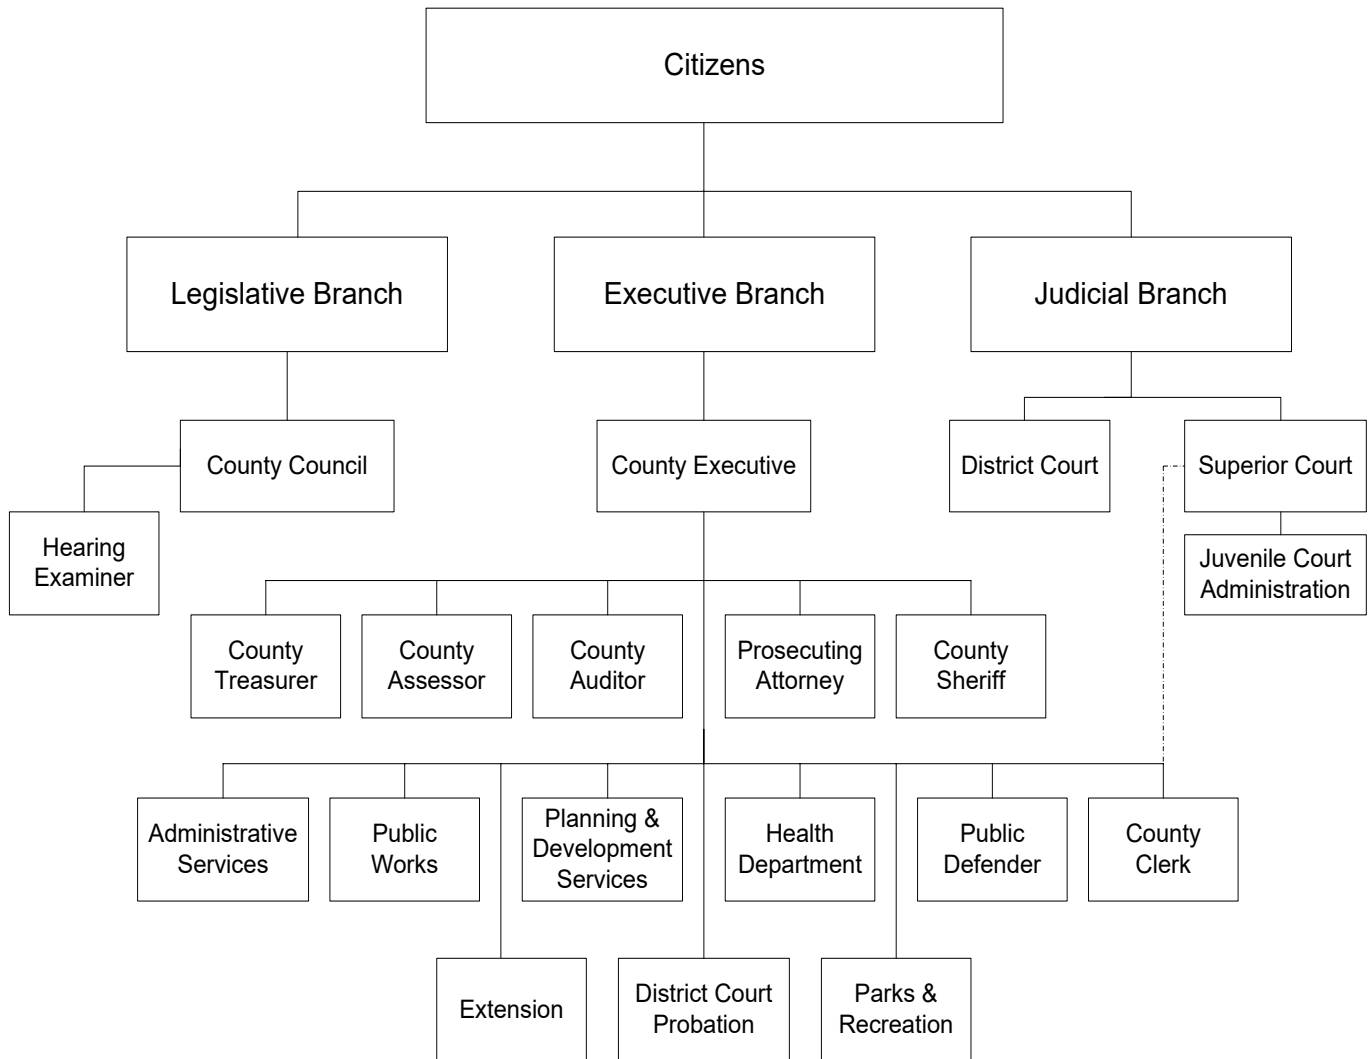 Citizens
Legislative Branch
Executive Branch
Judicial Branch
County Council
County Executive
District Court
Superior Court
Hearing
Examiner
Juvenile Court
Administration
County
Treasurer
County
Assessor
County
Auditor
Prosecuting
Attorney
County
Sheriff
Administrative
Services
Public
Works
Planning &
Development
Services
Health
Department
Public
Defender
County
Clerk
Extension
District Court
Probation
Parks &
Recreation